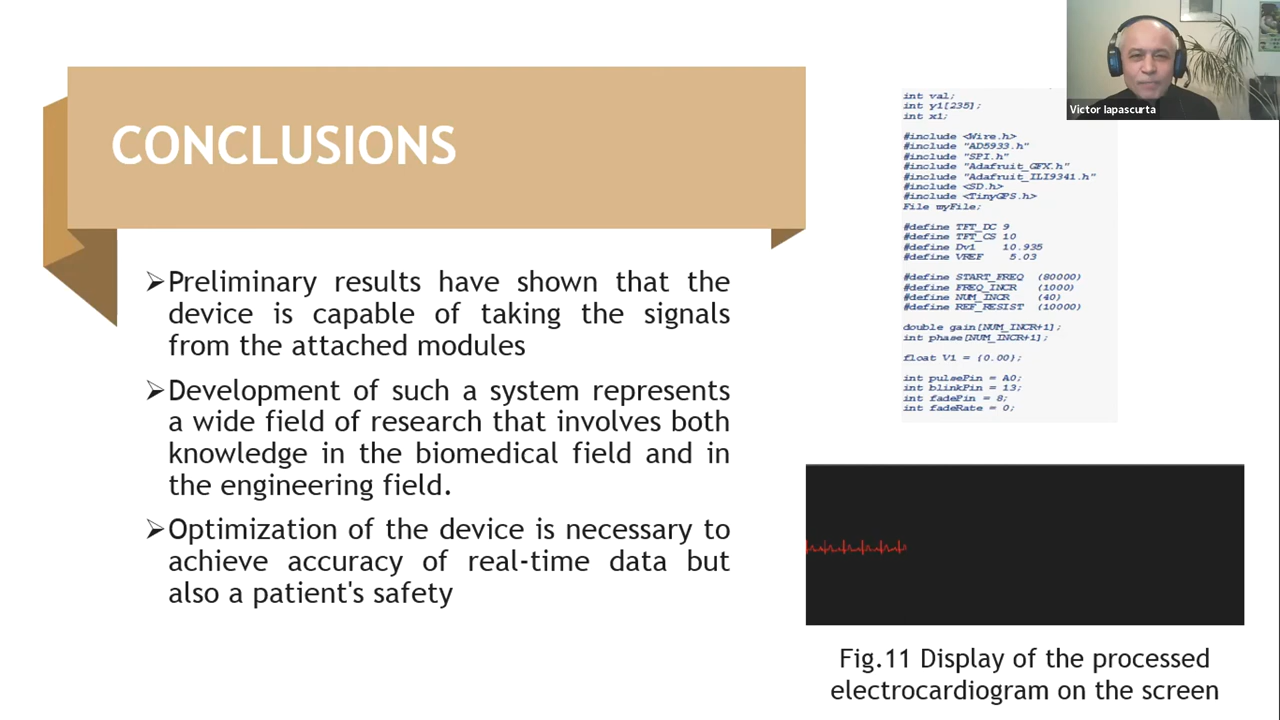 CONCLUSIONS
➢Preliminary results have shown that the
device is capable of taking the signals
from the attached modules
➢Development of such a system represents
a wide field of research that involves both
knowledge in the biomedical field and in
the engineering field.
➢Optimization of the device is necessary to
achieve accuracy of real-time data but
also a patient's safety
Victor Iapascurta
int val;
int y1[235];
int x1;
#include <Wire.h>
#include "AD5933.h"
#include "SPI.h"
#include "Adafruit_GFX.h"
#include "Adafruit_ILI9341.h"
#include <SD.h>
#include <TinyGPS.h>
File myFile;
#define TFT_DC 9
#define TFT_CS 10
#define Dv1 10.935
#define VREF 5.03
#define START_FREQ (80000)
#define FREQ_INCR (1000)
#define NUM_INCR (40)
#define REF_RESIST (10000)
double gain[NUM_INCR+1];
int phase[NUM_INCR+1];
float V1 = {0.00};
int pulsePin = A0;
int blinkPin = 13;
int fadePin = 8;
int fadeRate = 0;
Fig.11 Display of the processed
electrocardiogram on the screen